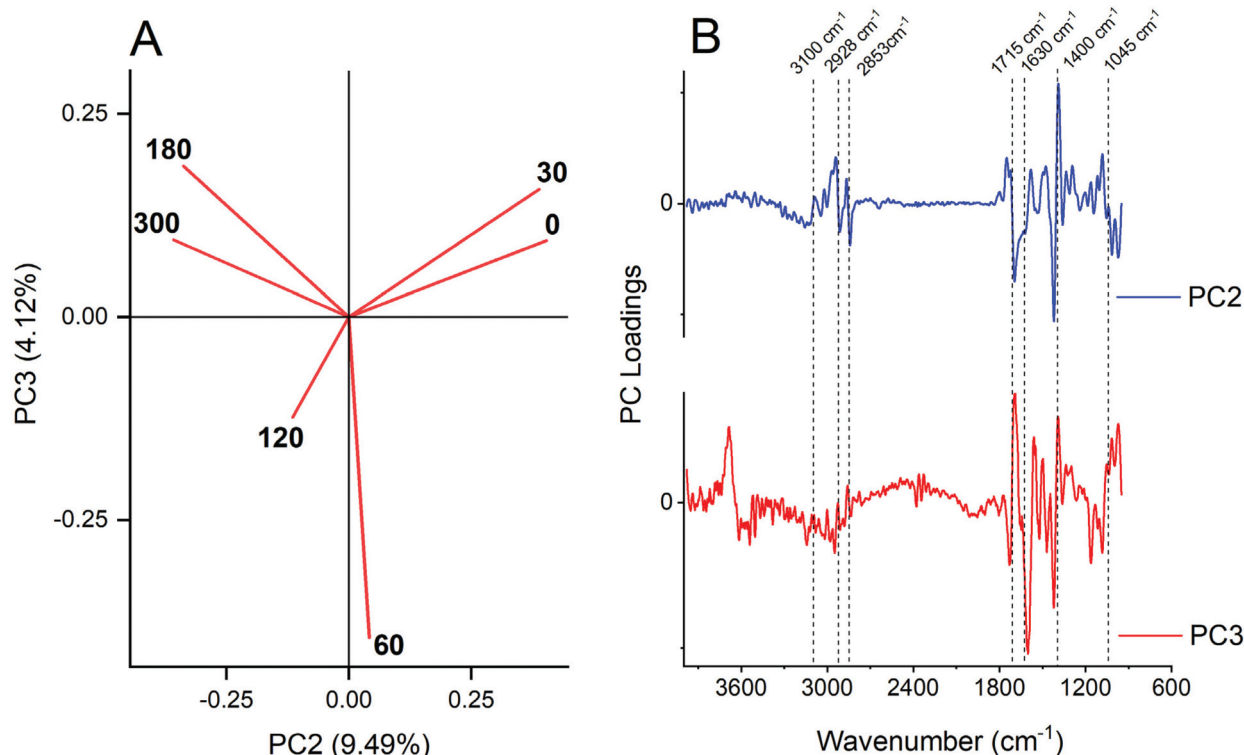 A
0.25
0.00
-0.25
PC3 (4.12%)
180
300
30
0
120
60
-0.25
0.00
0.25
PC2 (9.49%)
B
3100 cm⁻¹
2928 cm⁻¹
2853cm⁻¹
1715 cm⁻¹
1630 cm⁻¹
1400 cm⁻¹
1045 cm⁻¹
0
PC2
PC Loadings
0
PC3
3600
3000
2400
1800
1200
600
Wavenumber (cm⁻¹)